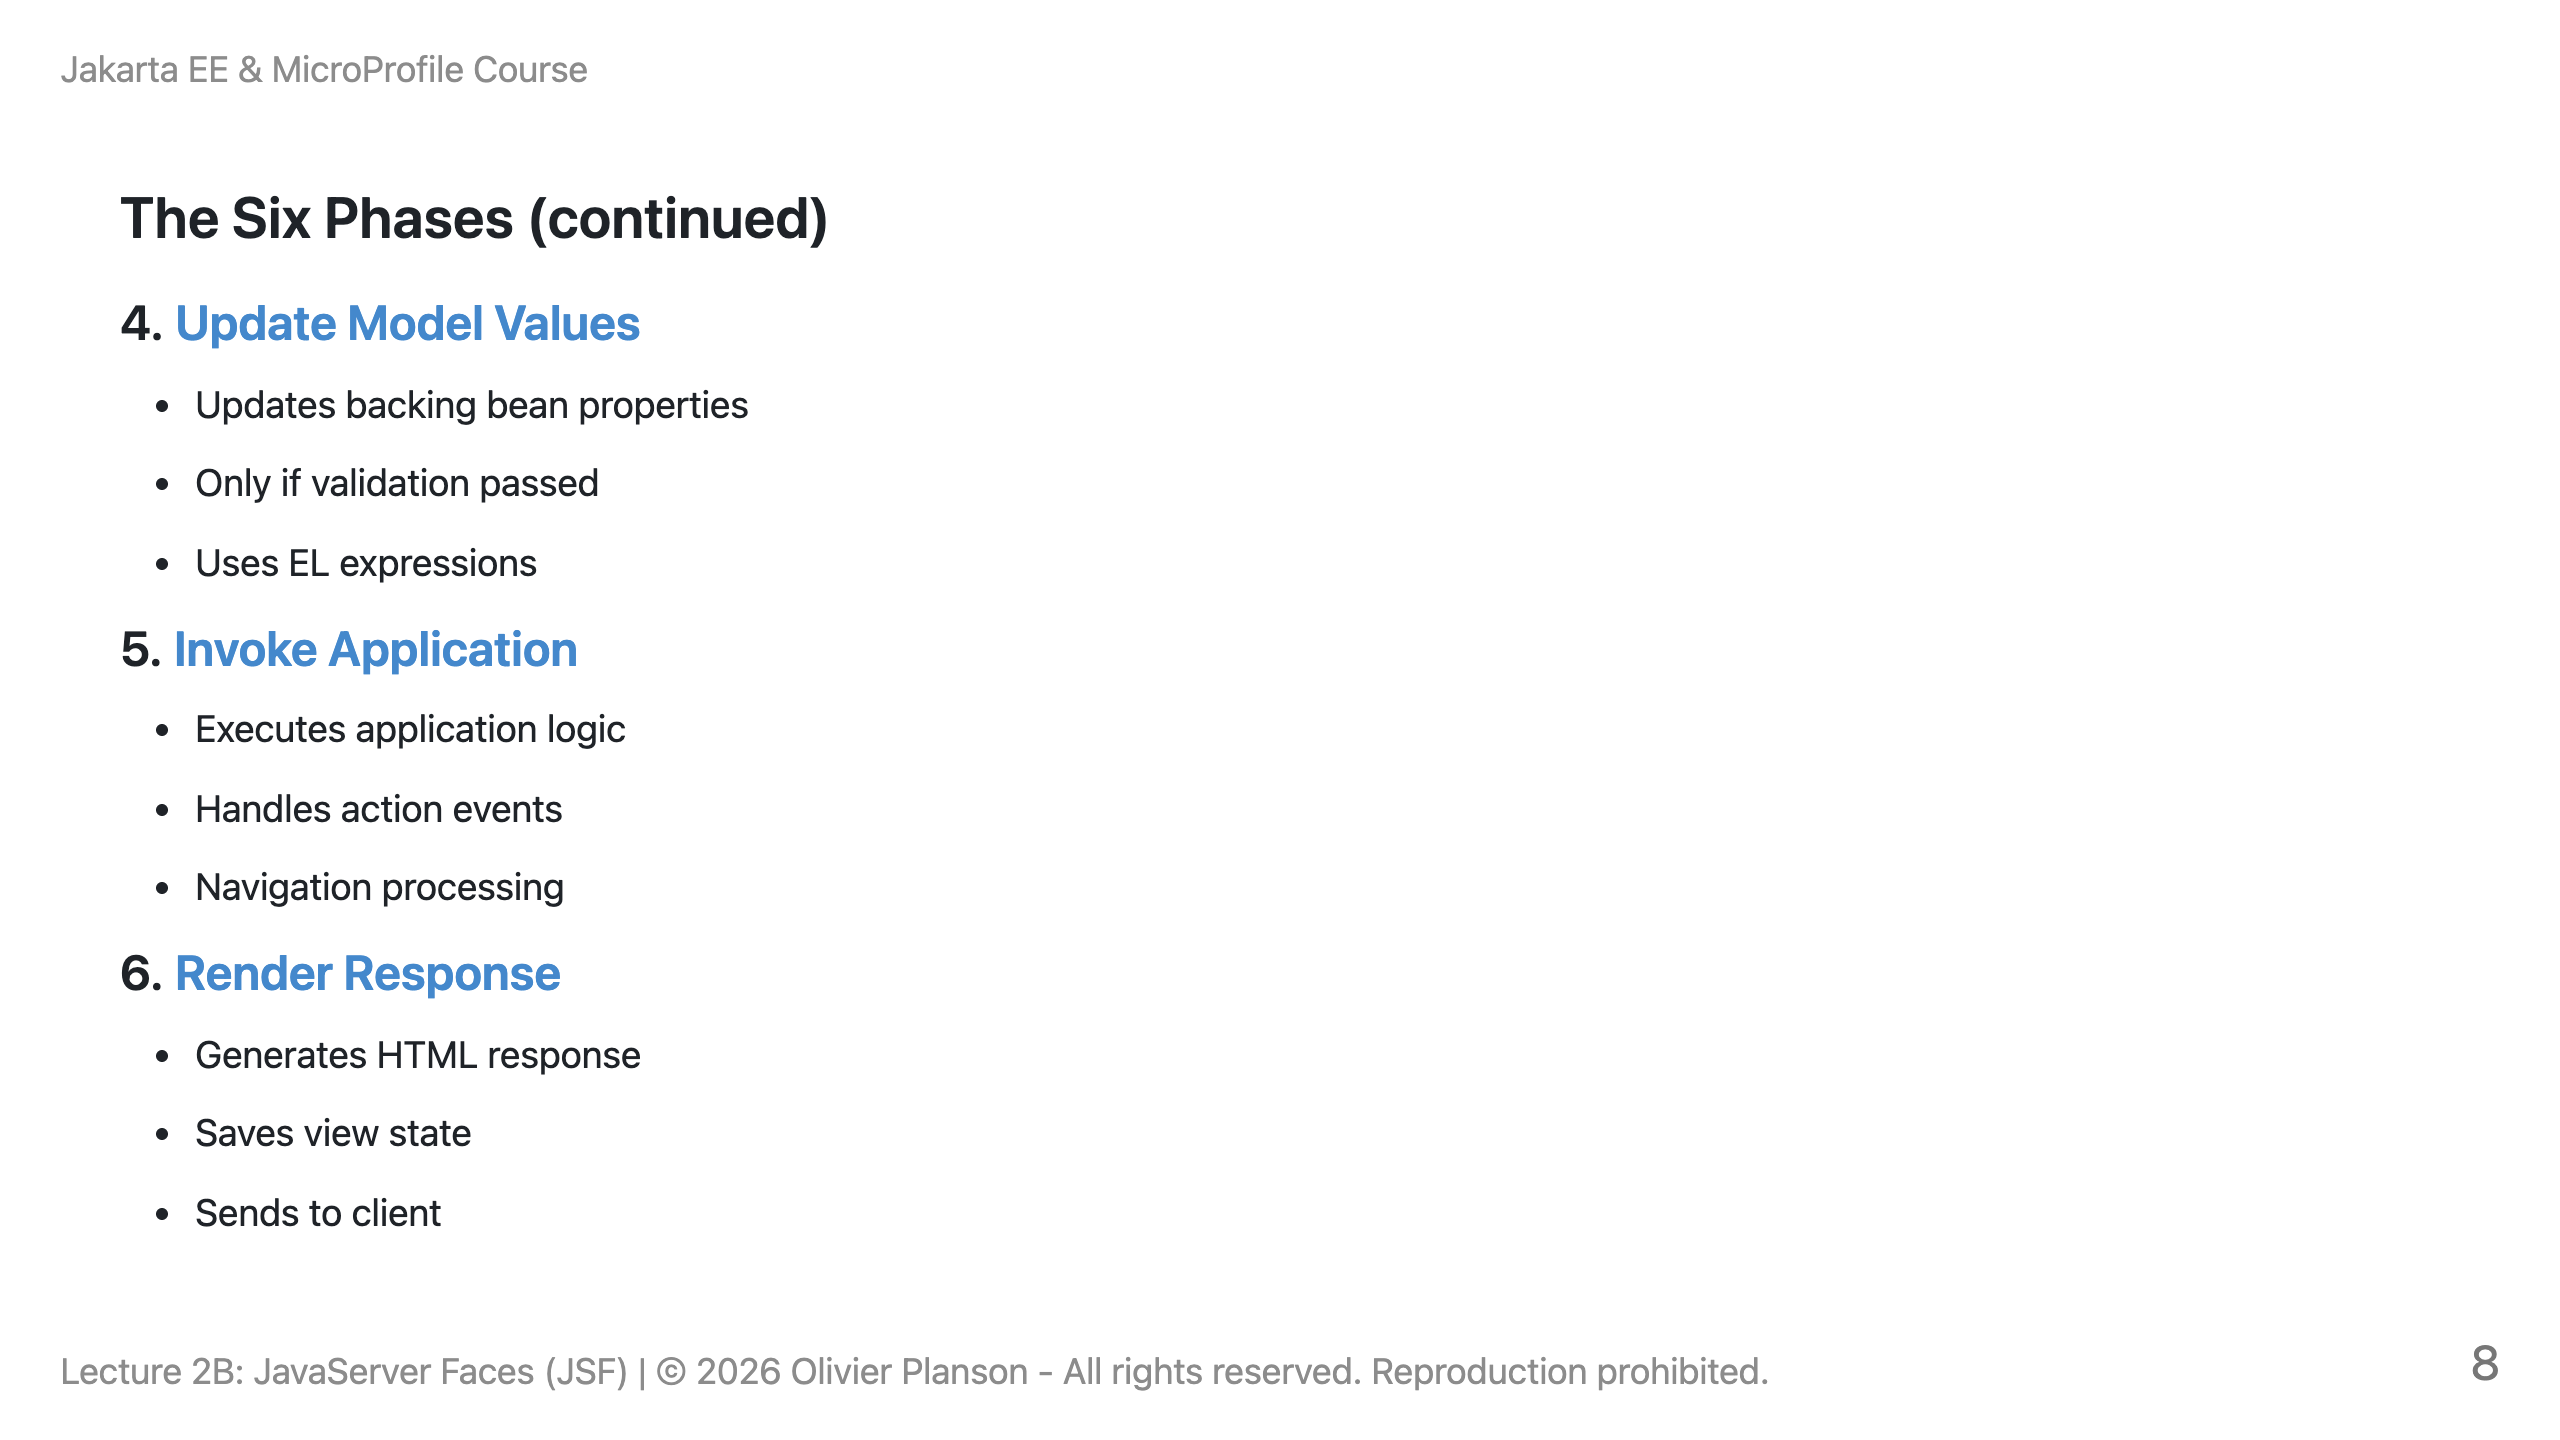 Jakarta EE & MicroProfile Course
The Six Phases (continued)
4. Update Model Values
• Updates backing bean properties
• Only if validation passed
• Uses EL expressions
5. Invoke Application
• Executes application logic
• Handles action events
• Navigation processing
6. Render Response
• Generates HTML response
• Saves view state
• Sends to client
Lecture 2B: JavaServer Faces (JSF) | © 2026 Olivier Planson - All rights reserved. Reproduction prohibited.
8